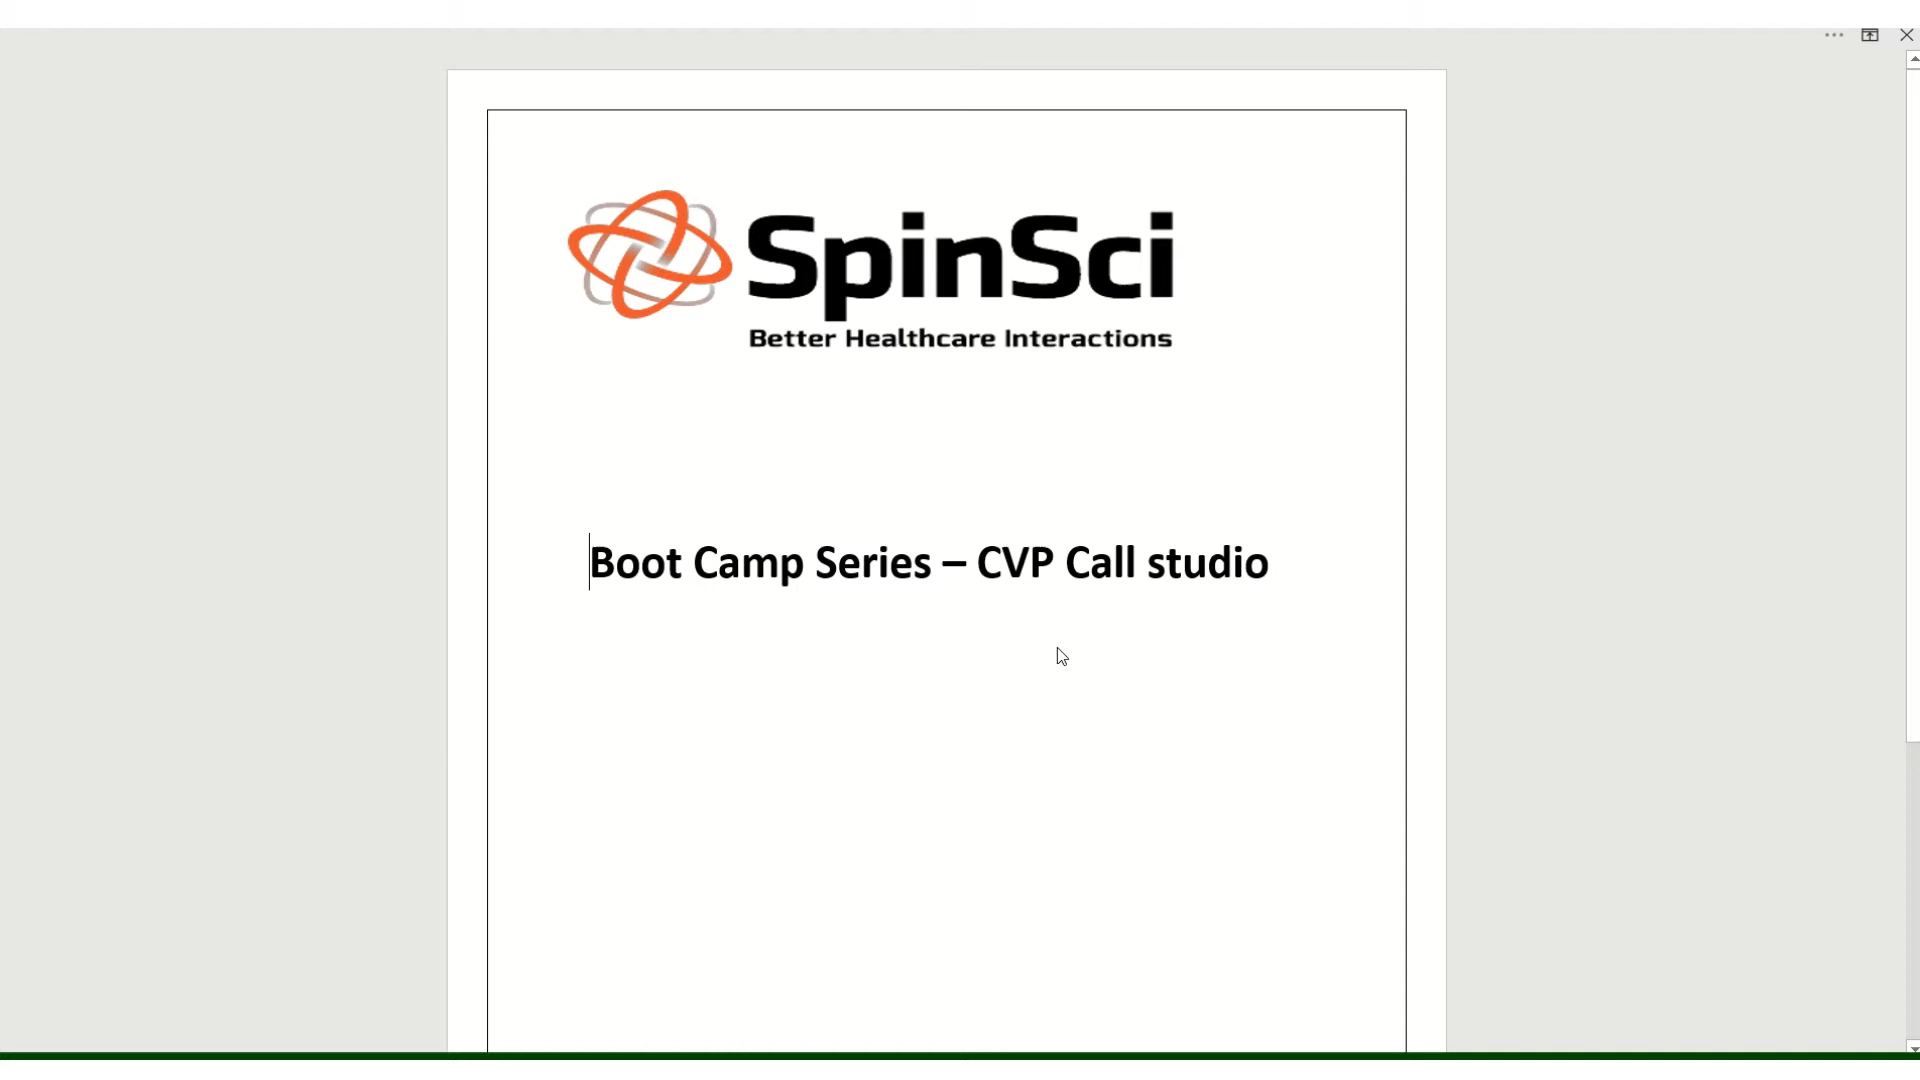 SpinSci
Better Healthcare Interactions
Boot Camp Series – CVP Call studio